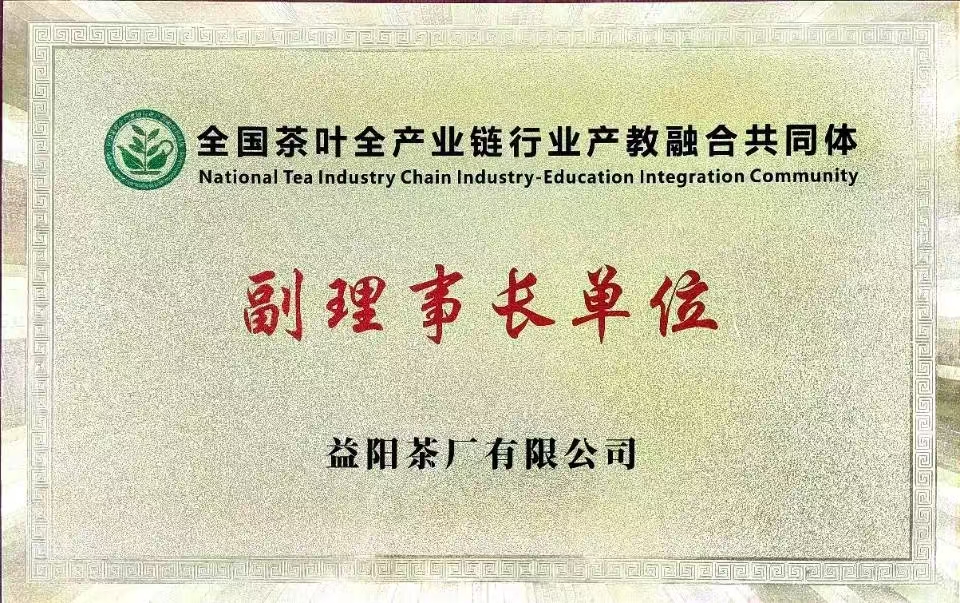 全国茶叶全产业链行业产教融合共同体
National Tea Industry Chain Industry-Education Integration Community
副理事长单位
益阳茶厂有限公司